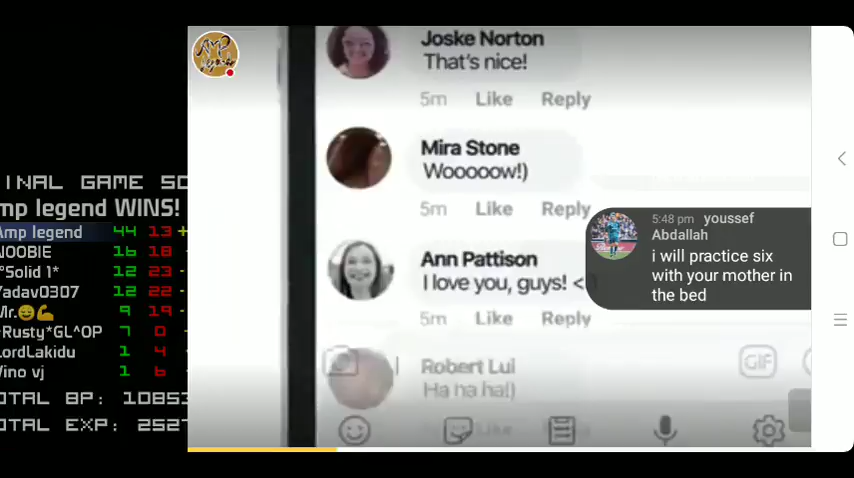 INAL GAME SC
mp legend WINS!
Amp legend 44 13 +
NOOBIE 16 18 -
*Solid 1* 12 23 -
Yadav0307 12 22 -
Mr.😅💪 9 19 -
*Rusty*GL^OP 7 0
LordLakidu 1 4 -
Vino vj 1 6 -
OTAL BP: 10853
OTAL EXP: 2527
Joske Norton
That's nice!
5m Like Reply
Mira Stone
Wooooow!)
5m Like Reply
Ann Pattison
I love you, guys! <
5m Like Reply
Robert Lui
Ha ha ha!)
Like
GIF
5:48 pm youssef
Abdallah
i will practice six
with your mother in
the bed